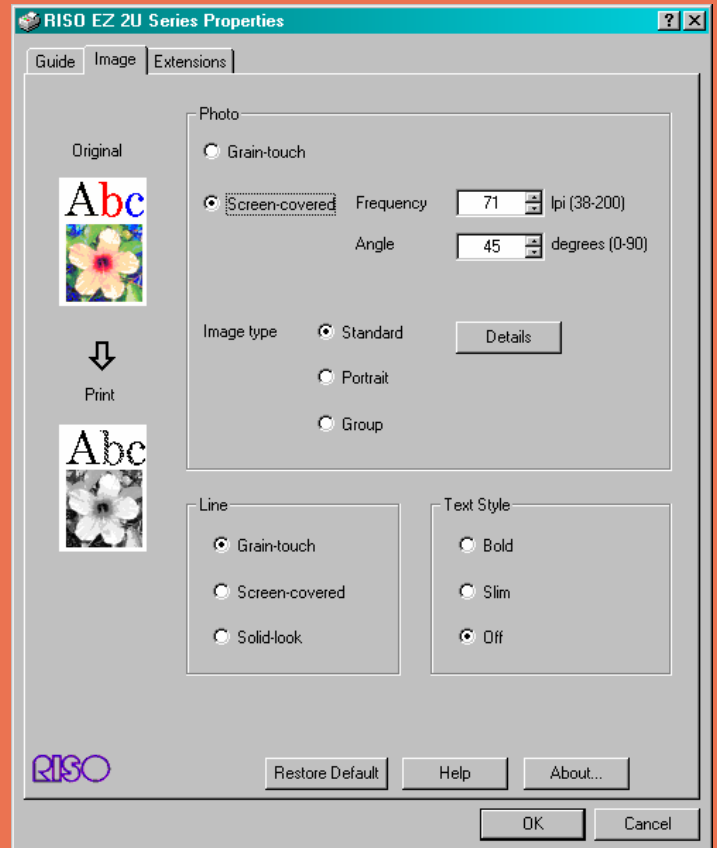 RISO EZ 2U Series Properties
Guide Image Extensions
Original
Abc
Print
Abc
Photo
Grain-touch
Screen-covered Frequency 71 lpi (38-200)
Angle 45 degrees (0-90)
Image type Standard Details
Portrait
Group
Line
Grain-touch
Screen-covered
Solid-look
Text Style
Bold
Slim
Off
RISO
Restore Default Help About...
OK Cancel